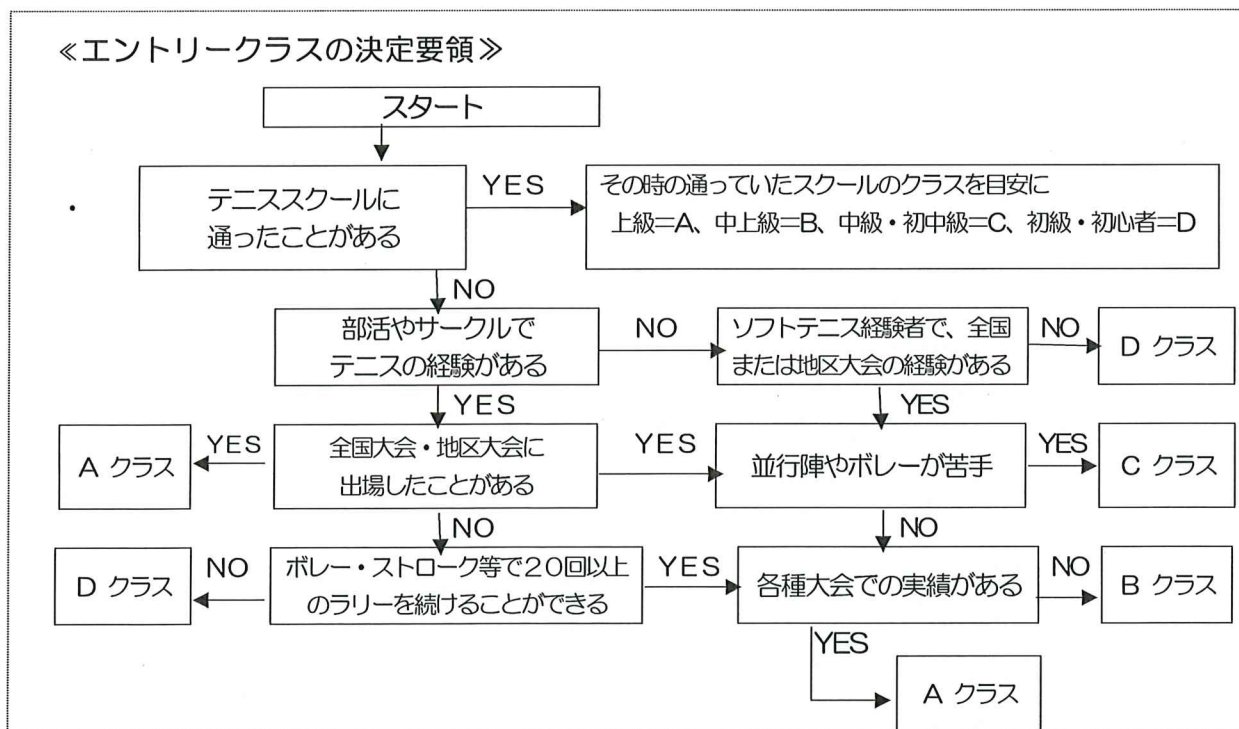 ≪エントリークラスの決定要領≫
スタート
テニススクールに
通ったことがある
YES
その時の通っていたスクールのクラスを目安に
上級＝A、中上級＝B、中級・初中級＝C、初級・初心者＝D
NO
部活やサークルで
テニスの経験がある
NO
ソフトテニス経験者で、全国
または地区大会の経験がある
NO
D クラス
YES
YES
A クラス
YES
全国大会・地区大会に
出場したことがある
YES
並行陣やボレーが苦手
YES
C クラス
NO
NO
D クラス
NO
ボレー・ストローク等で２０回以上
のラリーを続けることができる
YES
各種大会での実績がある
NO
B クラス
YES
A クラス